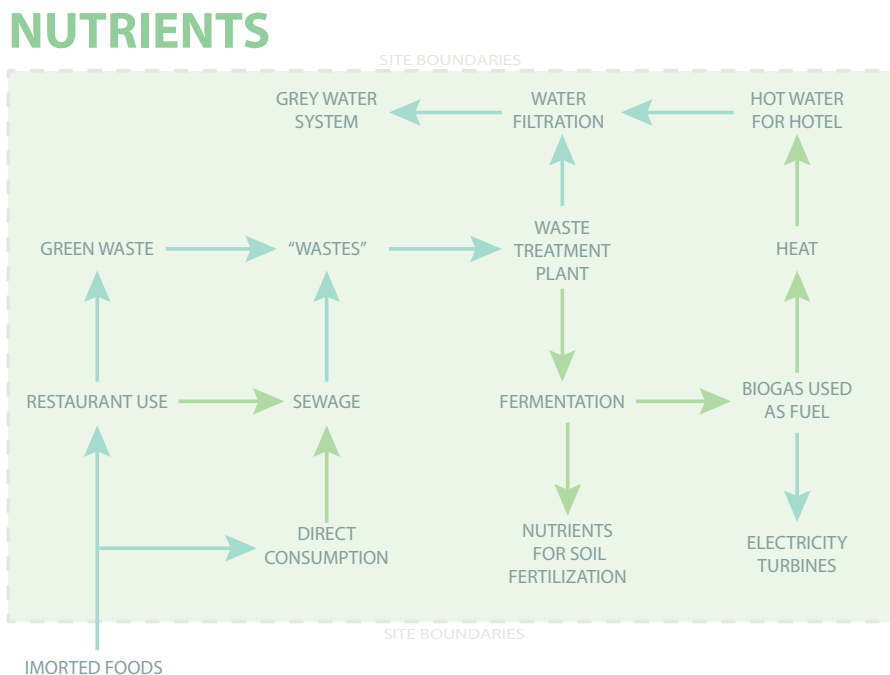 NUTRIENTS
SITE BOUNDARIES
GREY WATER
SYSTEM
WATER
FILTRATION
HOT WATER
FOR HOTEL
GREEN WASTE
“WASTES”
WASTE
TREATMENT
PLANT
HEAT
RESTAURANT USE
SEWAGE
FERMENTATION
BIOGAS USED
AS FUEL
DIRECT
CONSUMPTION
NUTRIENTS
FOR SOIL
FERTILIZATION
ELECTRICITY
TURBINES
SITE BOUNDARIES
IMORTED FOODS